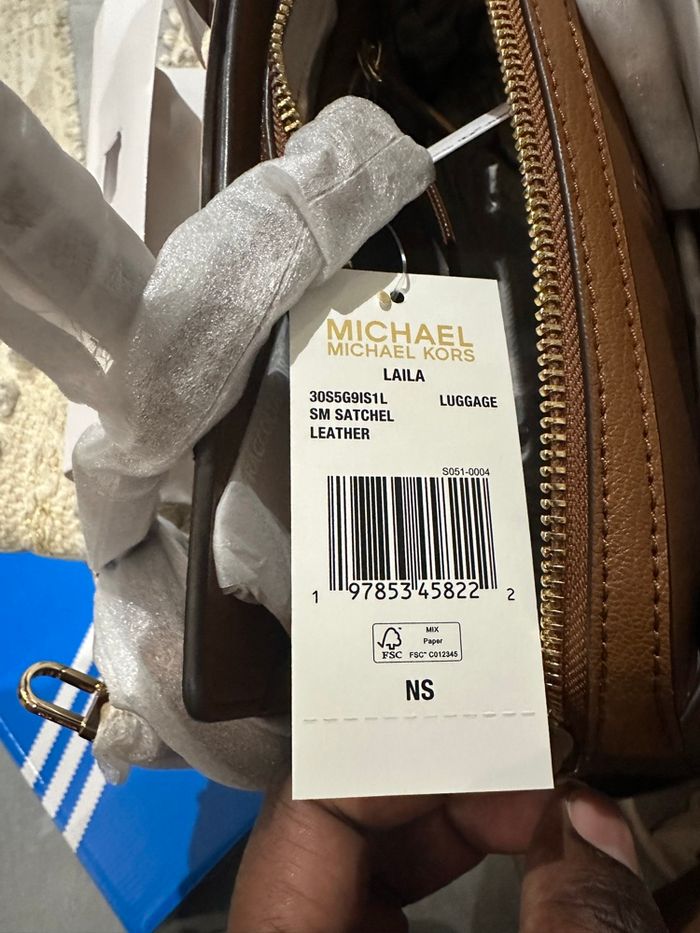 MICHAEL
MICHAEL KORS
LAILA
30S5G9IS1L LUGGAGE
SM SATCHEL
LEATHER
S051-0004
1 97853 45822 2
FSC
MIX
Paper
FSC™ C012345
NS